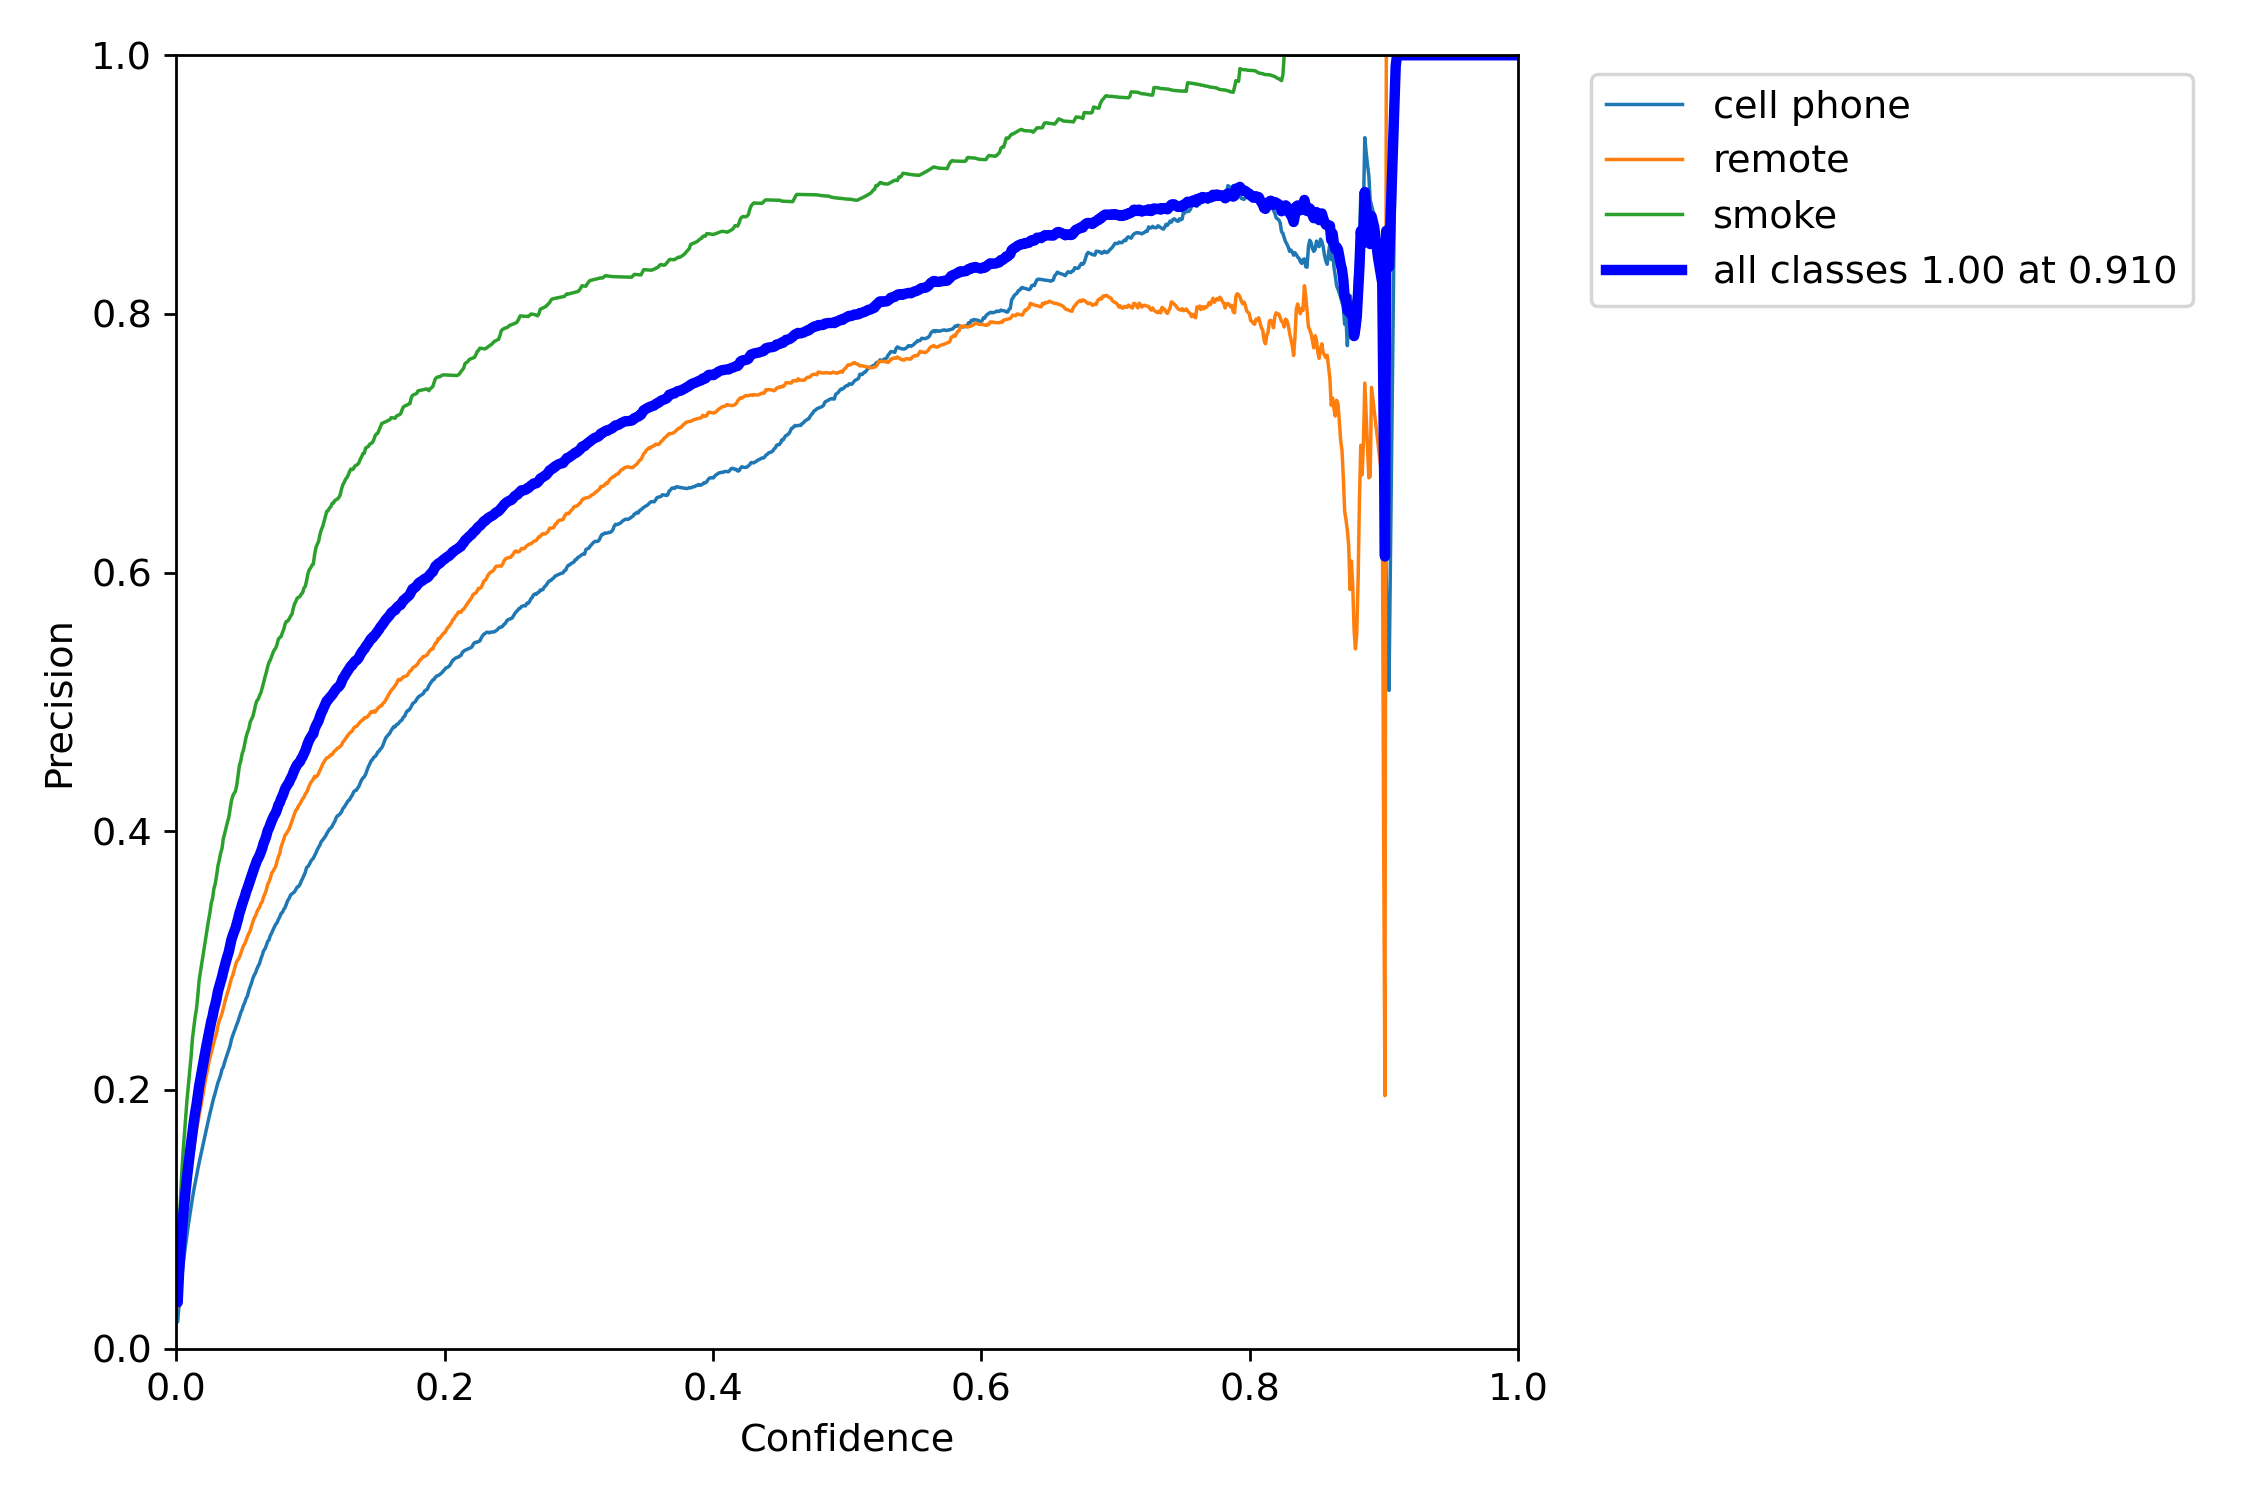 1.0
0.8
0.6
0.4
0.2
0.0
Precision
0.0 0.2 0.4 0.6 0.8 1.0
Confidence
cell phone
remote
smoke
all classes 1.00 at 0.910